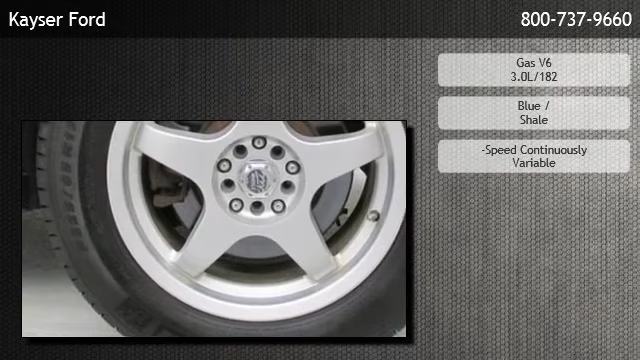 Kayser Ford
800-737-9660
Gas V6
3.0L/182
Blue /
Shale
-Speed Continuously
Variable